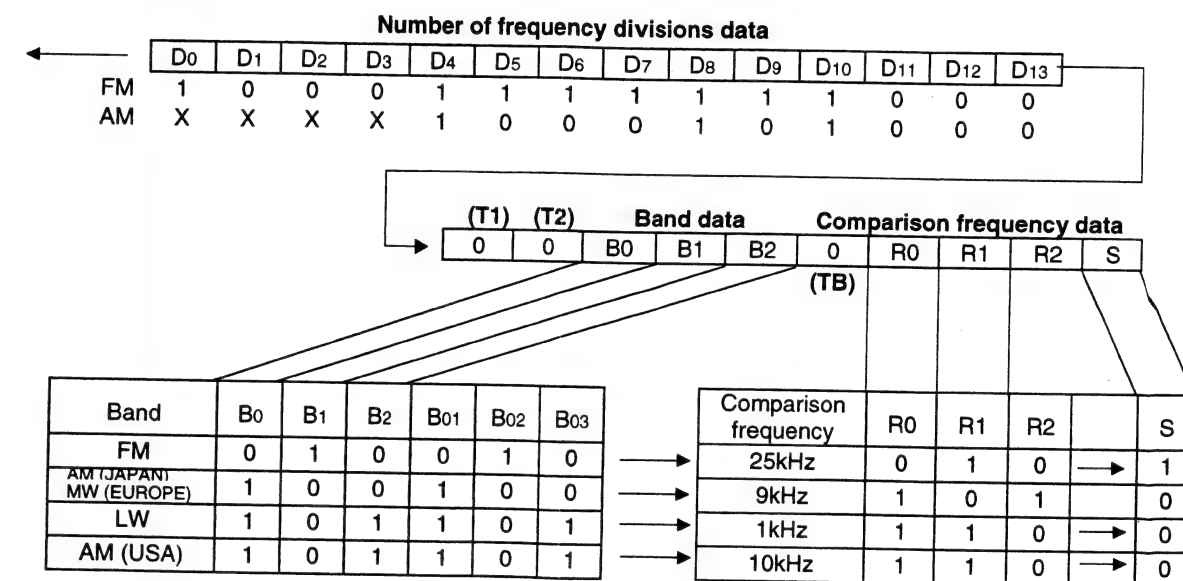 Number of frequency divisions data
D0 D1 D2 D3 D4 D5 D6 D7 D8 D9 D10 D11 D12 D13
FM 1 0 0 0 1 1 1 1 1 1 1 0 0 0
AM X X X X 1 0 0 0 1 0 1 0 0 0
(T1) (T2) Band data Comparison frequency data
0 0 B0 B1 B2 0 R0 R1 R2 S
(TB)
Band B0 B1 B2 B01 B02 B03
FM 0 1 0 0 1 0
AM (JAPAN)
MW (EUROPE) 1 0 0 1 0 0
LW 1 0 1 1 0 1
AM (USA) 1 0 1 1 0 1
Comparison
frequency R0 R1 R2 S
25kHz 0 1 0 1
9kHz 1 0 1 0
1kHz 1 1 0 0
10kHz 1 1 0 0